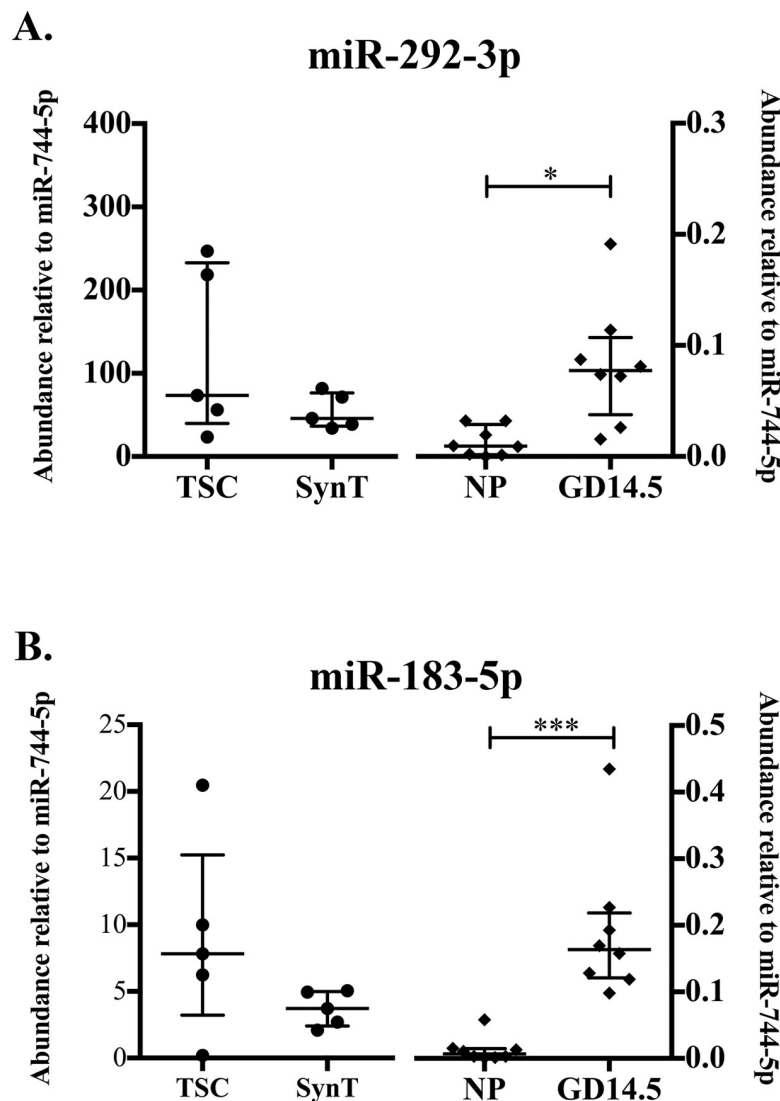 A.
miR-292-3p
Abundance relative to miR-744-5p
400
300
200
100
0
TSC
SynT
*
NP
GD14.5
0.3
0.2
0.1
0.0
Abundance relative to miR-744-5p
B.
miR-183-5p
Abundance relative to miR-744-5p
25
20
15
10
5
0
TSC
SynT
***
NP
GD14.5
0.5
0.4
0.3
0.2
0.1
0.0
Abundance relative to miR-744-5p